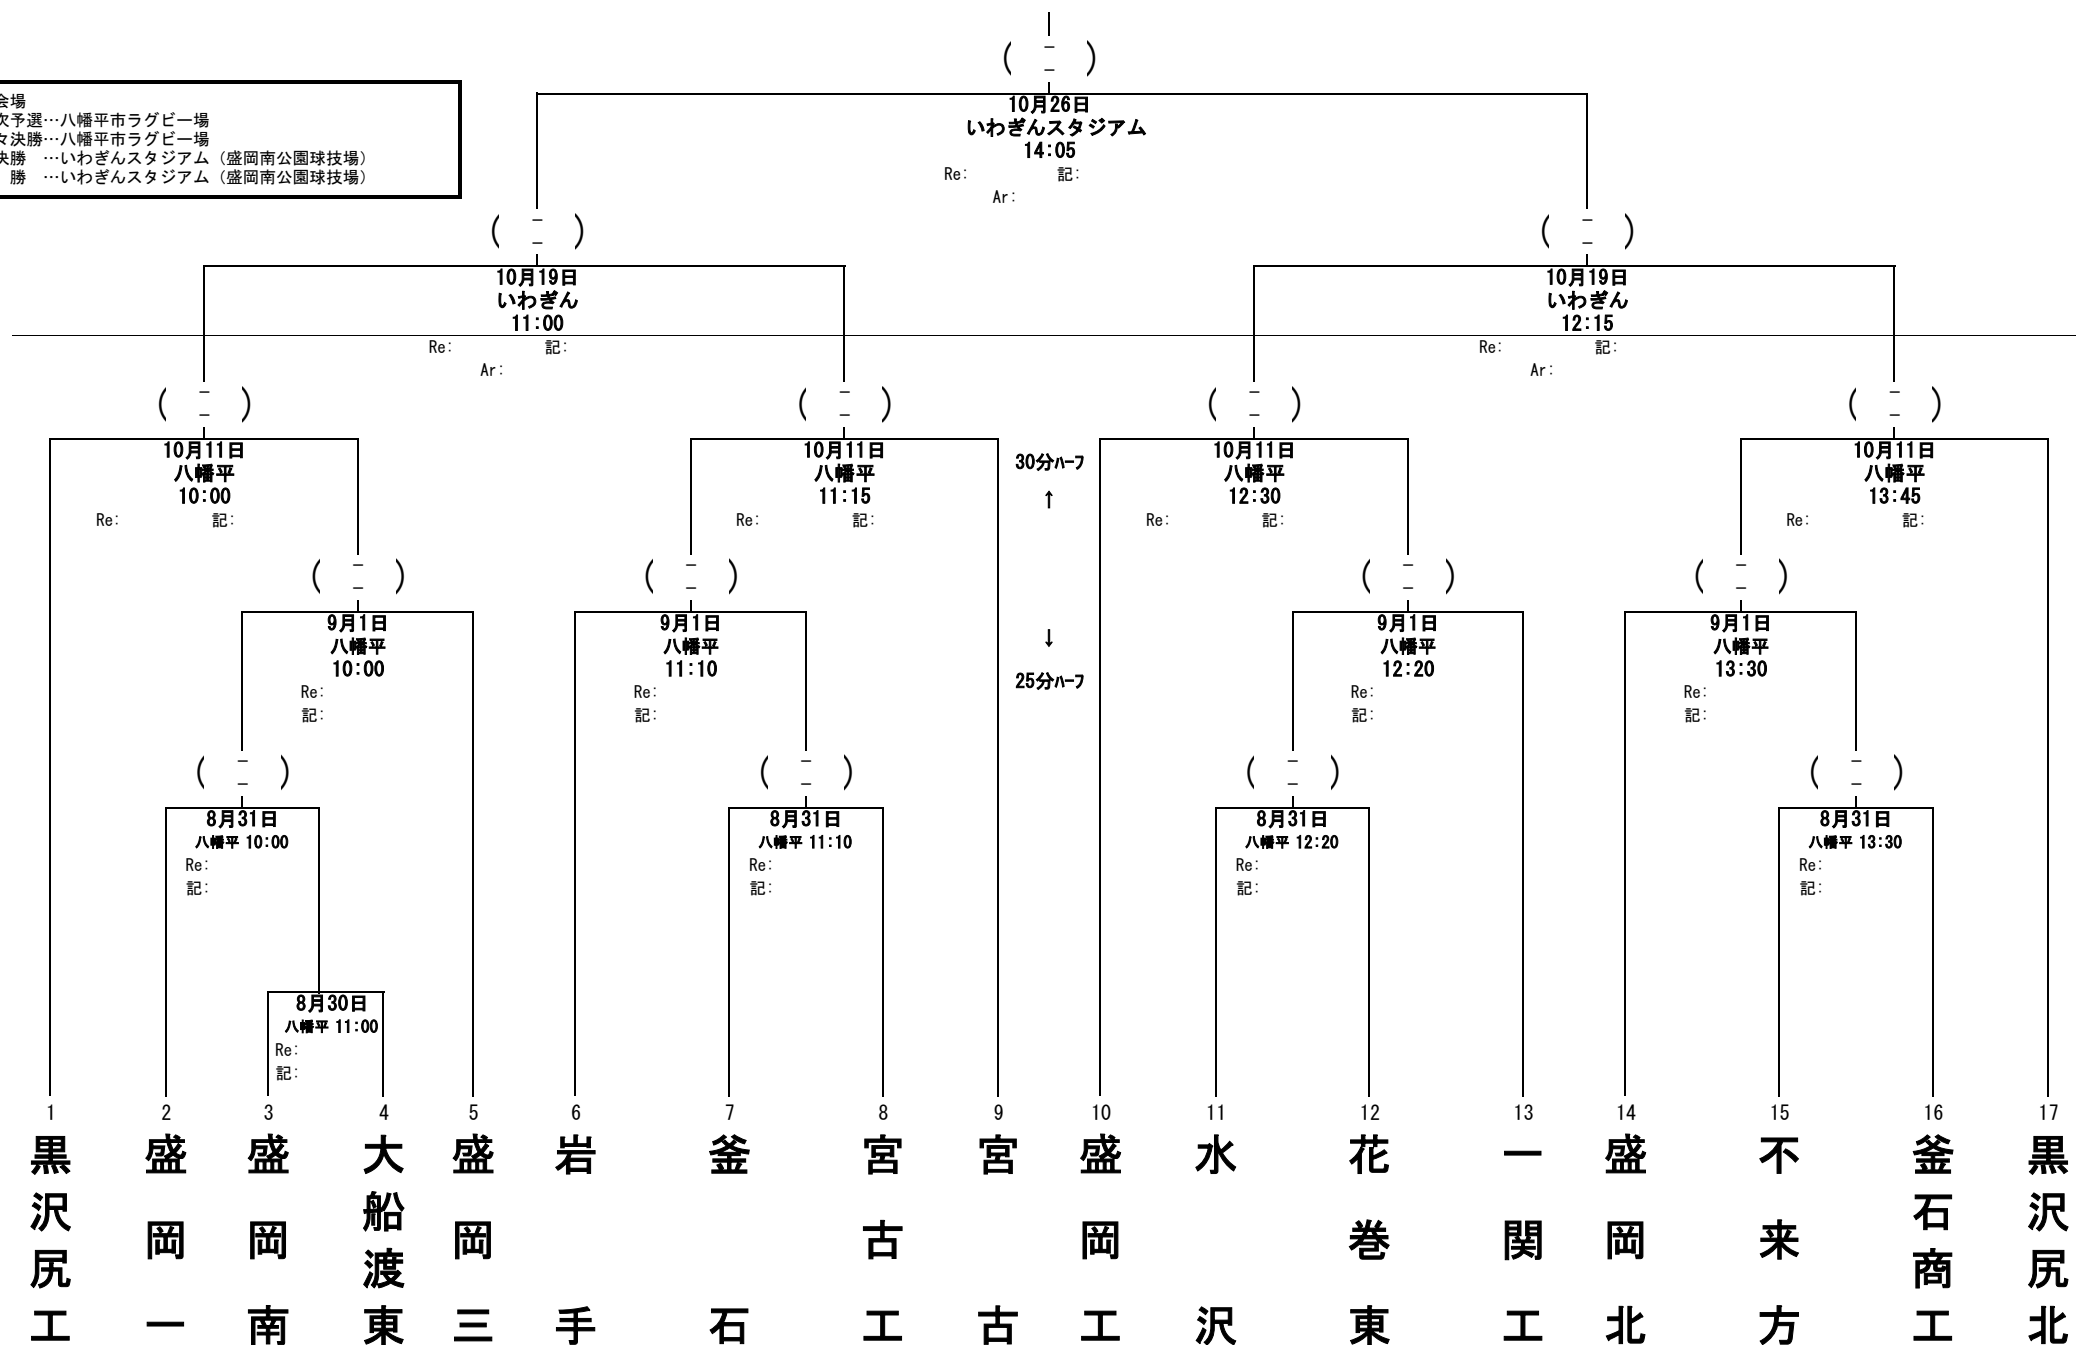 ( － － )
会場
次予選…八幡平市ラグビー場
々決勝…八幡平市ラグビー場
決勝　…いわぎんスタジアム（盛岡南公園球技場）
　勝　…いわぎんスタジアム（盛岡南公園球技場）
10月26日
いわぎんスタジアム
14:05
Re:　記:
Ar:
( － － )　( － － )
10月19日　10月19日
いわぎん　いわぎん
11:00　12:15
Re:　記:　Re:　記:
Ar:　Ar:
( － － )　( － － )　( － － )　( － － )
10月11日　10月11日　10月11日　10月11日
30分ﾊｰﾌ
八幡平　八幡平　八幡平　八幡平
10:00　11:15　↑　12:30　13:45
Re:　記:　Re:　記:　Re:　記:　Re:　記:
( － － )　( － － )　( － － )　( － － )
9月1日　9月1日　9月1日　9月1日
八幡平　八幡平　↓　八幡平　八幡平
10:00　11:10　12:20　13:30
25分ﾊｰﾌ
Re:　Re:　Re:　Re:
記:　記:　記:　記:
( － － )　( － － )　( － － )　( － － )
8月31日　8月31日　8月31日　8月31日
八幡平 10:00　八幡平 11:10　八幡平 12:20　八幡平 13:30
Re:　Re:　Re:　Re:
記:　記:　記:　記:
8月30日
八幡平 11:00
Re:
記:
1 2 3 4 5 6 7 8 9 10 11 12 13 14 15 16 17
黒沢尻工
盛岡一
盛岡南
大船渡東
盛岡三
岩手
釜石
宮古工
宮古
盛岡工
水沢
花巻東
一関工
盛岡北
不来方
釜石商工
黒沢尻北